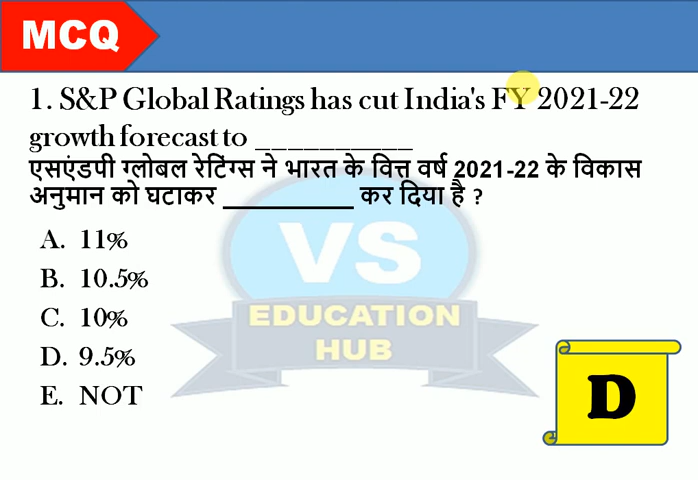 MCQ
1. S&P Global Ratings has cut India's FY 2021-22
growth forecast to __________
एसएंडपी ग्लोबल रेटिंग्स ने भारत के वित्त वर्ष 2021-22 के विकास
अनुमान को घटाकर __________ कर दिया है ?
A. 11%
B. 10.5%
C. 10%
D. 9.5%
E. NOT
VS
EDUCATION
HUB
D